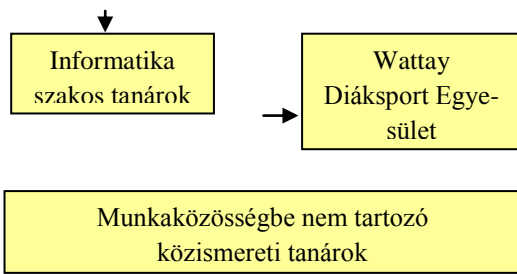 Informatika
szakos tanárok
Wattay
Diáksport Egye-
sület
Munkaközösségbe nem tartozó
közismereti tanárok